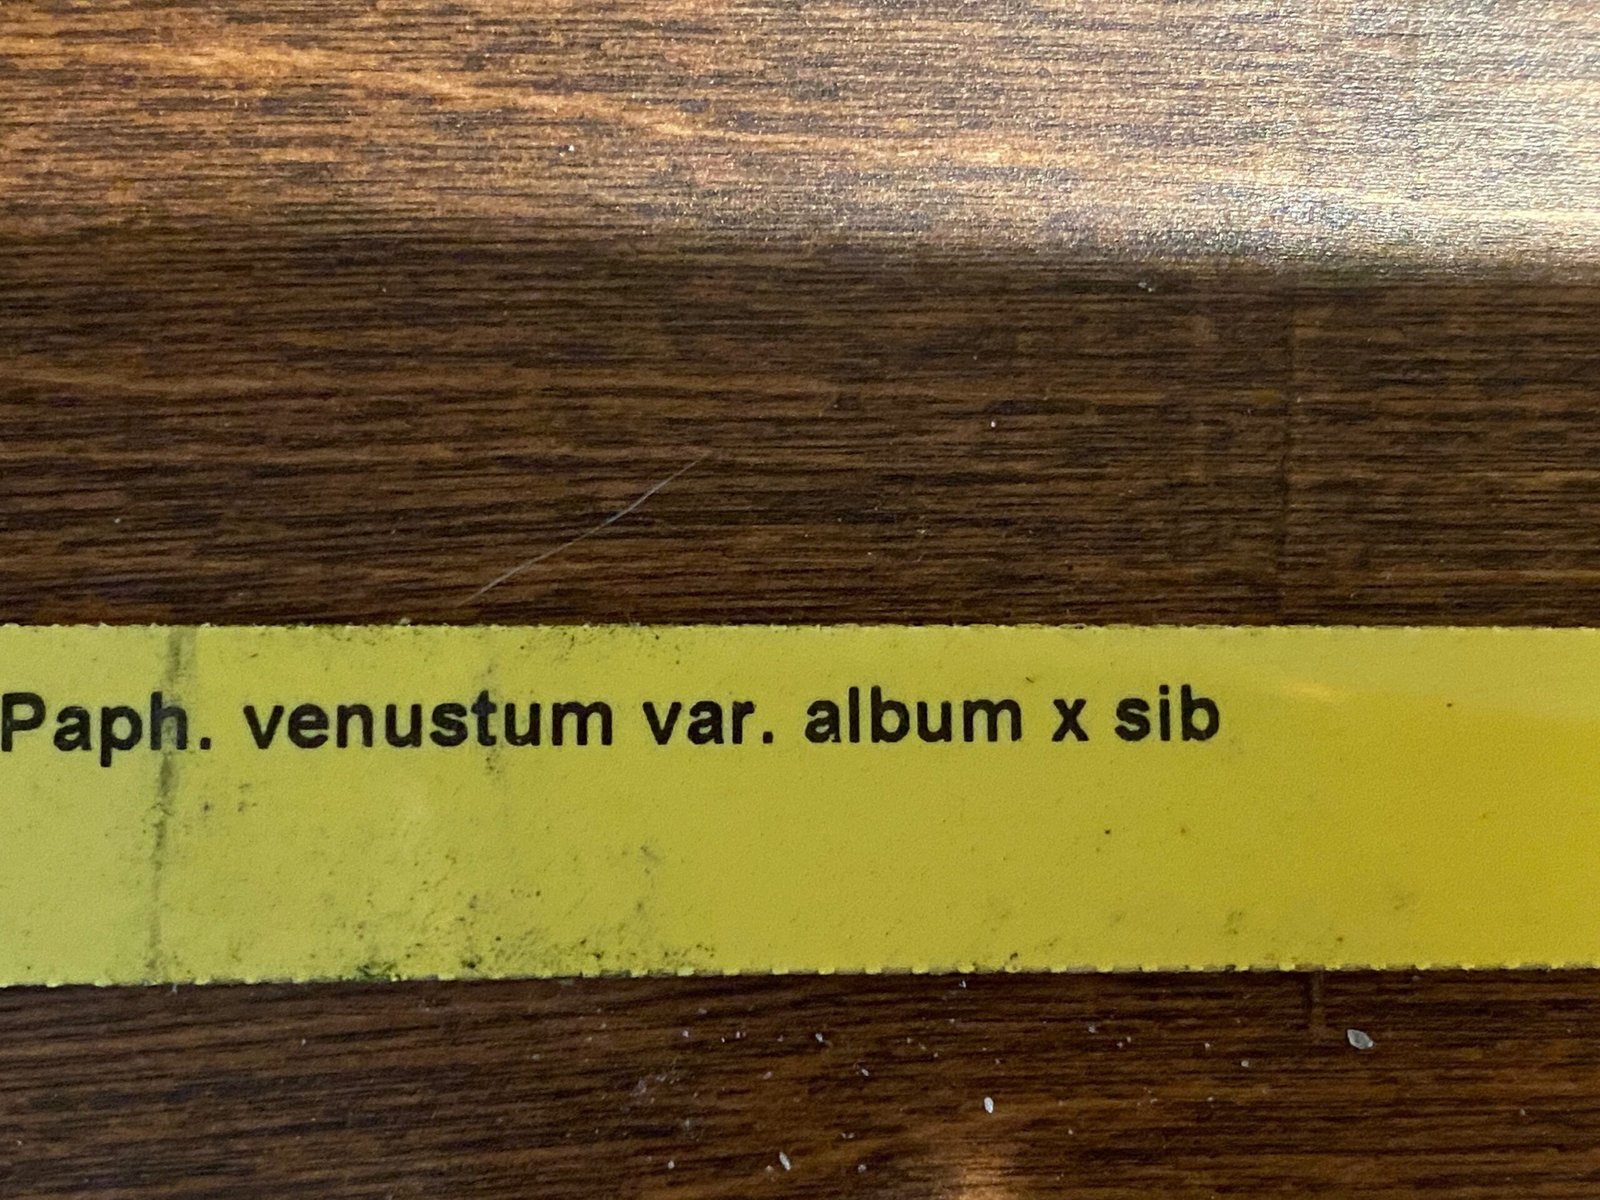 Paph. venustum var. album x sib